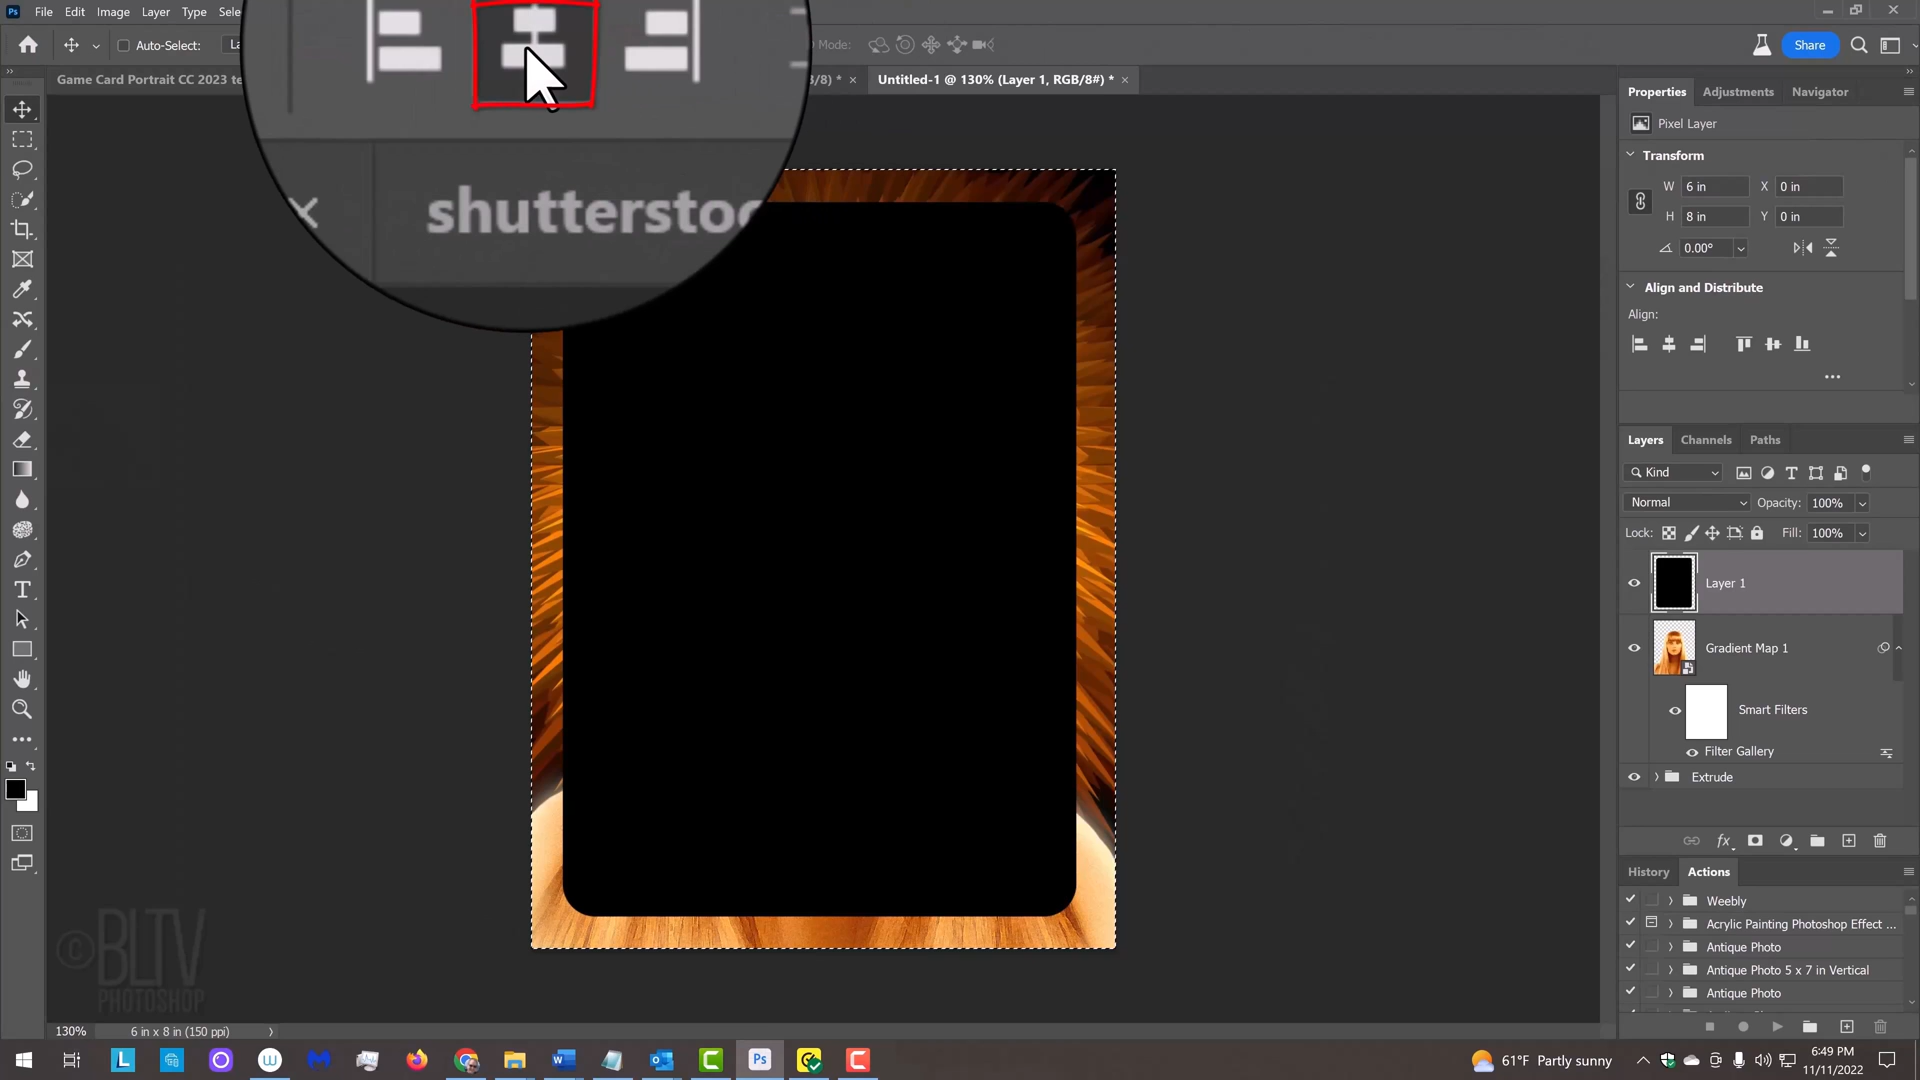 Ps File Edit Image Layer Type Sele
Auto-Select: La
Mode:
Share
Game Card Portrait CC 2023 te
/8) * ×
Untitled-1 @ 130% (Layer 1, RGB/8#) * ×
shutterstoc
Properties Adjustments Navigator
Pixel Layer
Transform
W 6 in X 0 in
H 8 in Y 0 in
0.00°
Align and Distribute
Align:
Layers Channels Paths
Kind
Normal Opacity: 100%
Lock: Fill: 100%
Layer 1
Gradient Map 1
Smart Filters
Filter Gallery
Extrude
fx
History Actions
Weebly
Acrylic Painting Photoshop Effect ...
Antique Photo
Antique Photo 5 x 7 in Vertical
Antique Photo
© BLTV
PHOTOSHOP
130% 6 in x 8 in (150 ppi)
61°F Partly sunny
6:49 PM
11/11/2022